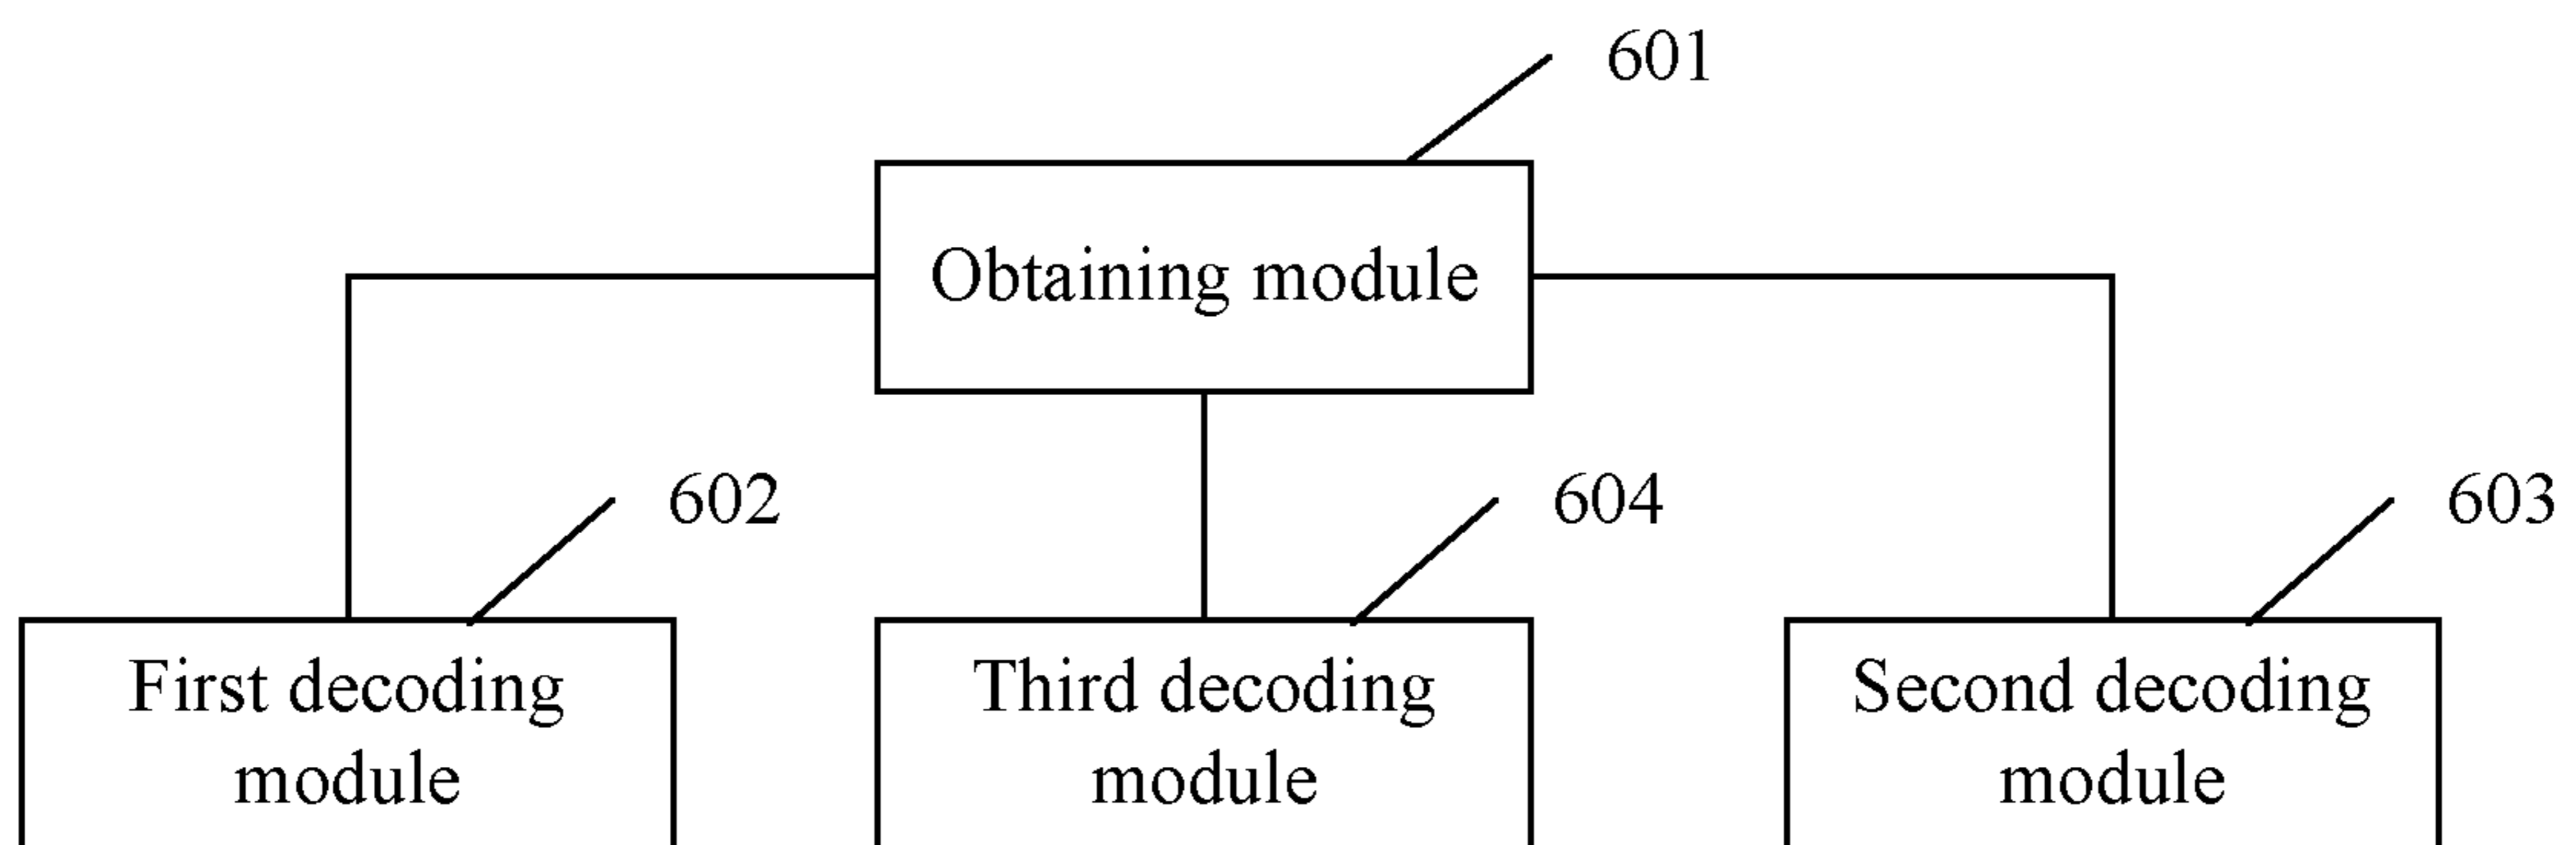 601
Obtaining module
602
604
603
First decoding
module
Third decoding
module
Second decoding
module